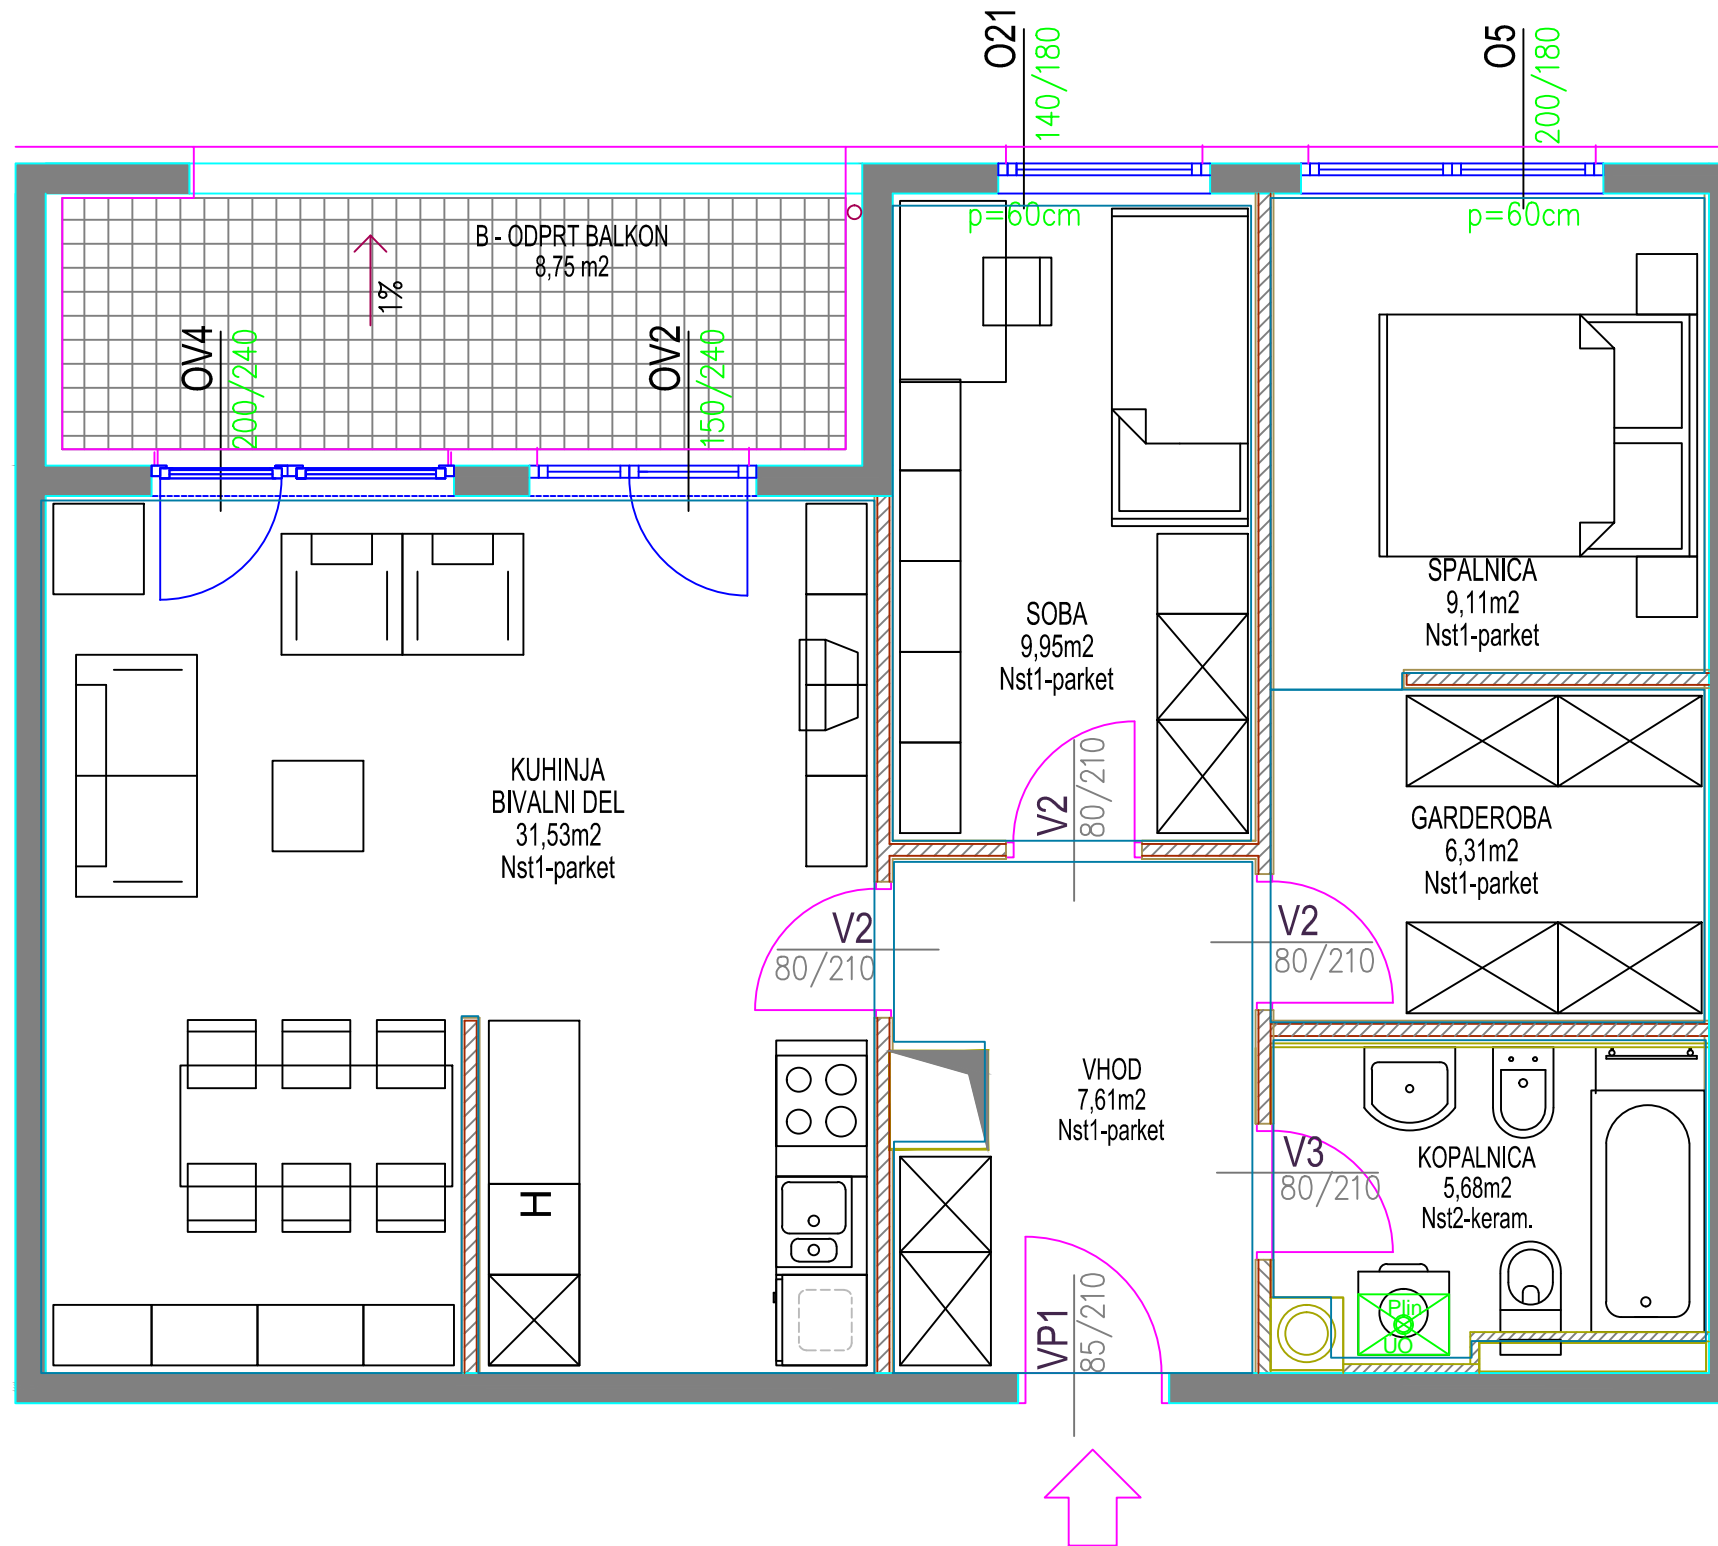 O21
140/180
O5
200/180
p=60cm
p=60cm
B - ODPRT BALKON
8,75 m2
1%
OV4
200/240
OV2
150/240
SPALNICA
9,11m2
Nst1-parket
SOBA
9,95m2
Nst1-parket
KUHINJA
BIVALNI DEL
31,53m2
Nst1-parket
V2
80/210
GARDEROBA
6,31m2
Nst1-parket
V2
80/210
V2
80/210
VHOD
7,61m2
Nst1-parket
V3
80/210
KOPALNICA
5,68m2
Nst2-keram.
H
VP1
85/210
Plin
UO